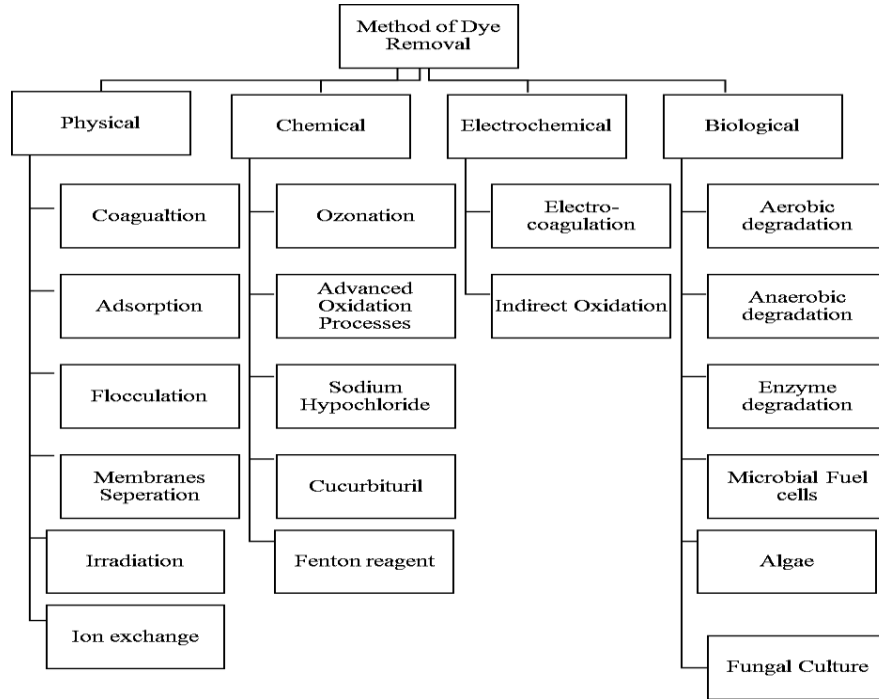 Method of Dye
Removal
Physical
Chemical
Electrochemical
Biological
Coagualtion
Adsorption
Flocculation
Membranes
Seperation
Irradiation
Ion exchange
Ozonation
Advanced
Oxidation
Processes
Sodium
Hypochloride
Cucurbituril
Fenton reagent
Electro-
coagulation
Indirect Oxidation
Aerobic
degradation
Anaerobic
degradation
Enzyme
degradation
Microbial Fuel
cells
Algae
Fungal Culture